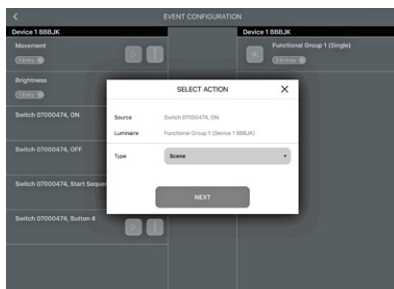 EVENT CONFIGURATION
Device 1 BBBJK
Movement
(1 Entry)
Brightness
(1 Entry)
Switch 07000474, ON
Switch 07000474, OFF
Switch 07000474, Start Sequen
Switch 07000474, Button 4
Device 1 BBBJK
Functional Group 1 (Single)
SELECT ACTION
Source
Switch 07000474, ON
Luminaire
Functional Group 1 (Device 1 BBBJK)
Type
Scene
NEXT